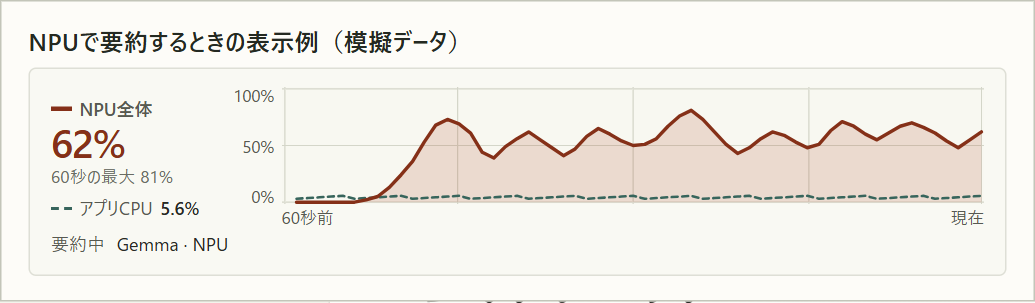 NPUで要約するときの表示例（模擬データ）
NPU全体
62%
60秒の最大 81%
アプリCPU 5.6%
要約中 Gemma · NPU
100%
50%
0%
60秒前
現在